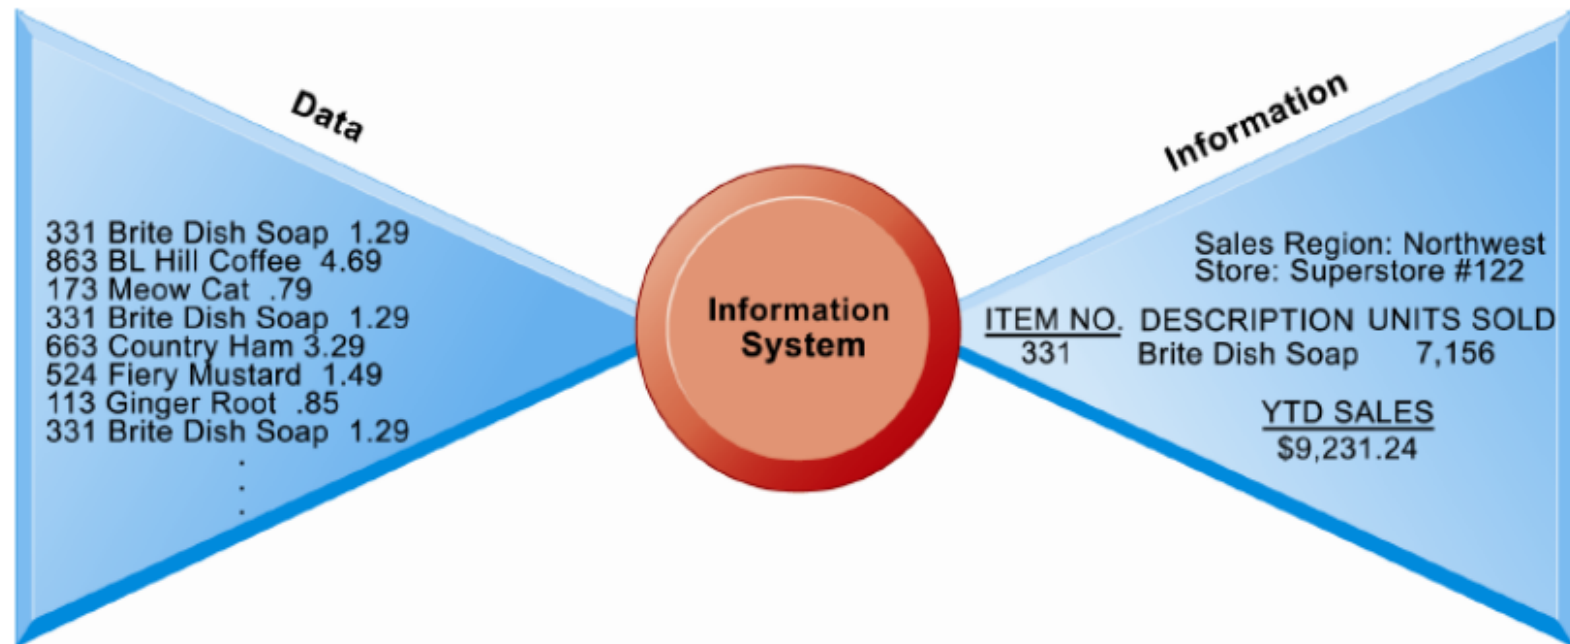 Data
331 Brite Dish Soap 1.29
863 BL Hill Coffee 4.69
173 Meow Cat .79
331 Brite Dish Soap 1.29
663 Country Ham 3.29
524 Fiery Mustard 1.49
113 Ginger Root .85
331 Brite Dish Soap 1.29
.
.
.
Information
System
Information
Sales Region: Northwest
Store: Superstore #122
ITEM NO. DESCRIPTION UNITS SOLD
331 Brite Dish Soap 7,156
YTD SALES
$9,231.24